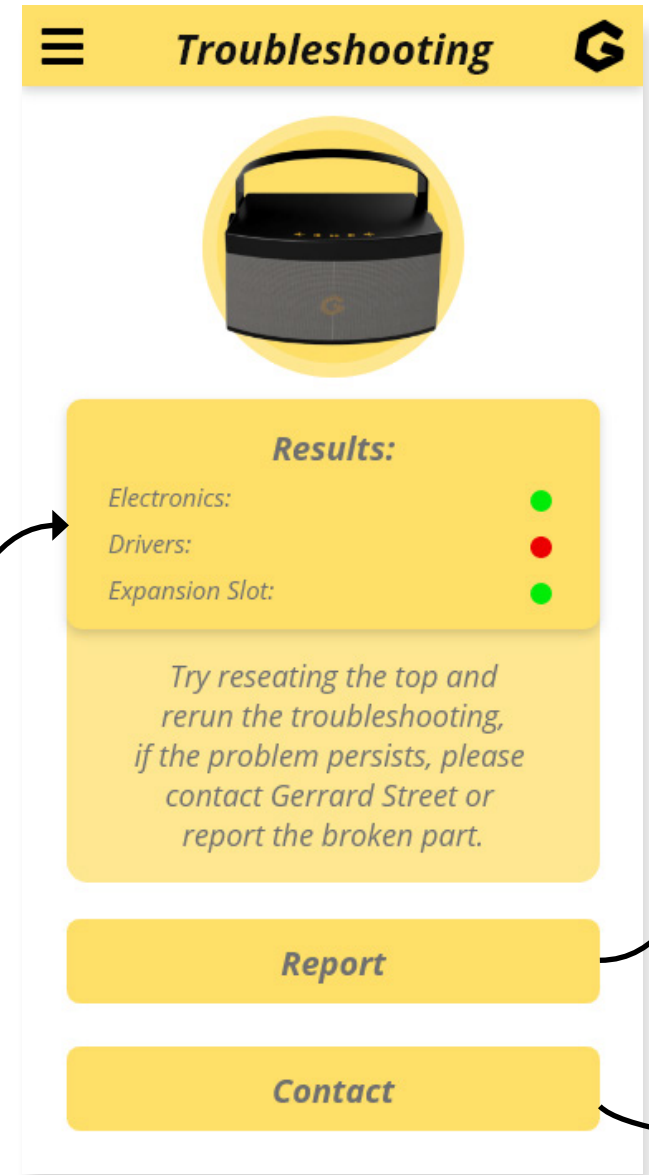 Troubleshooting
Results:
Electronics:
Drivers:
Expansion Slot:
Try reseating the top and
rerun the troubleshooting,
if the problem persists, please
contact Gerrard Street or
report the broken part.
Report
Contact